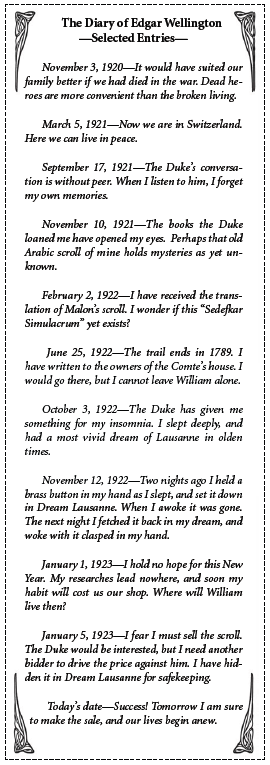 The Diary of Edgar Wellington
—Selected Entries—
November 3, 1920—It would have suited our
family better if we had died in the war. Dead he-
roes are more convenient than the broken living.
March 5, 1921—Now we are in Switzerland.
Here we can live in peace.
September 17, 1921—The Duke's conversa-
tion is without peer. When I listen to him, I forget
my own memories.
November 10, 1921—The books the Duke
loaned me have opened my eyes. Perhaps that old
Arabic scroll of mine holds mysteries as yet un-
known.
February 2, 1922—I have received the trans-
lation of Malon's scroll. I wonder if this "Sedefkar
Simulacrum" yet exists?
June 25, 1922—The trail ends in 1789. I
have written to the owners of the Comte's house. I
would go there, but I cannot leave William alone.
October 3, 1922—The Duke has given me
something for my insomnia. I slept deeply, and
had a most vivid dream of Lausanne in olden
times.
November 12, 1922—Two nights ago I held a
brass button in my hand as I slept, and set it down
in Dream Lausanne. When I awoke it was gone.
The next night I fetched it back in my dream, and
woke with it clasped in my hand.
January 1, 1923—I hold no hope for this New
Year. My researches lead nowhere, and soon my
habit will cost us our shop. Where will William
live then?
January 5, 1923—I fear I must sell the scroll.
The Duke would be interested, but I need another
bidder to drive the price against him. I have hid-
den it in Dream Lausanne for safekeeping.
Today's date—Success! Tomorrow I am sure
to make the sale, and our lives begin anew.